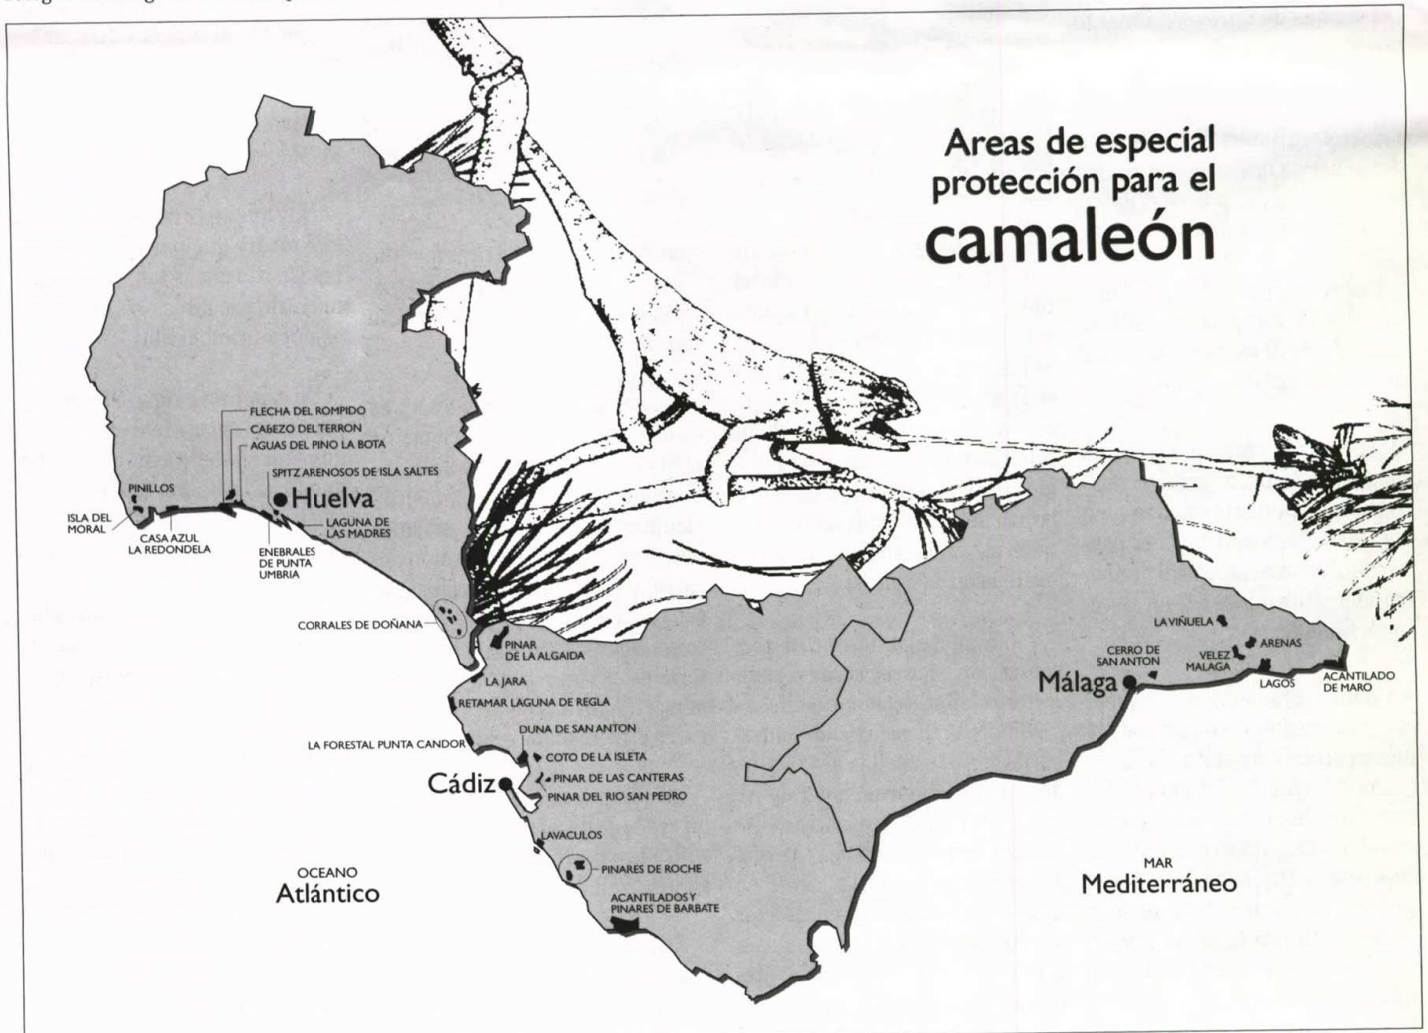 Areas de especial
protección para el
camaleón
FLECHA DEL ROMPIDO
CABEZO DEL TERRON
AGUAS DEL PINO LA BOTA
SPITZ ARENOSOS DE ISLA SALTES
PINILLOS
Huelva
ISLA DEL
MORAL
CASA AZUL
LA REDONDELA
LAGUNA DE
LAS MADRES
ENEBRALES
DE PUNTA
UMBRIA
CORRALES DE DOÑANA
PINAR
DE LA ALGAIDA
LA JARA
RETAMAR LAGUNA DE REGLA
DUNA DE SAN ANTON
LA FORESTAL PUNTA CANDOR
COTO DE LA ISLETA
PINAR DE LAS CANTERAS
Cádiz
PINAR DEL RIO SAN PEDRO
LAVACULOS
PINARES DE ROCHE
ACANTILADOS Y
PINARES DE BARBATE
LA VIÑUELA
ARENAS
CERRO DE
SAN ANTON
VELEZ
MALAGA
Málaga
LAGOS
ACANTILADO
DE MARO
OCEANO
Atlántico
MAR
Mediterráneo